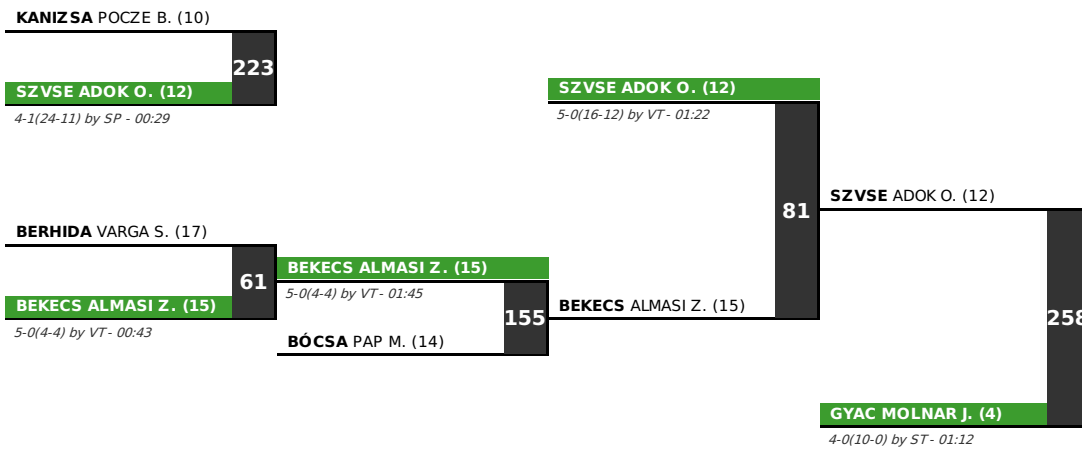 KANIZSA POCZE B. (10)
223
SZVSE ADOK O. (12)
4-1(24-11) by SP - 00:29
BERHIDA VARGA S. (17)
61
BEKECS ALMASI Z. (15)
5-0(4-4) by VT - 00:43
BEKECS ALMASI Z. (15)
5-0(4-4) by VT - 01:45
155
BÓCSA PAP M. (14)
SZVSE ADOK O. (12)
5-0(16-12) by VT - 01:22
81
BEKECS ALMASI Z. (15)
SZVSE ADOK O. (12)
258
GYAC MOLNAR J. (4)
4-0(10-0) by ST - 01:12